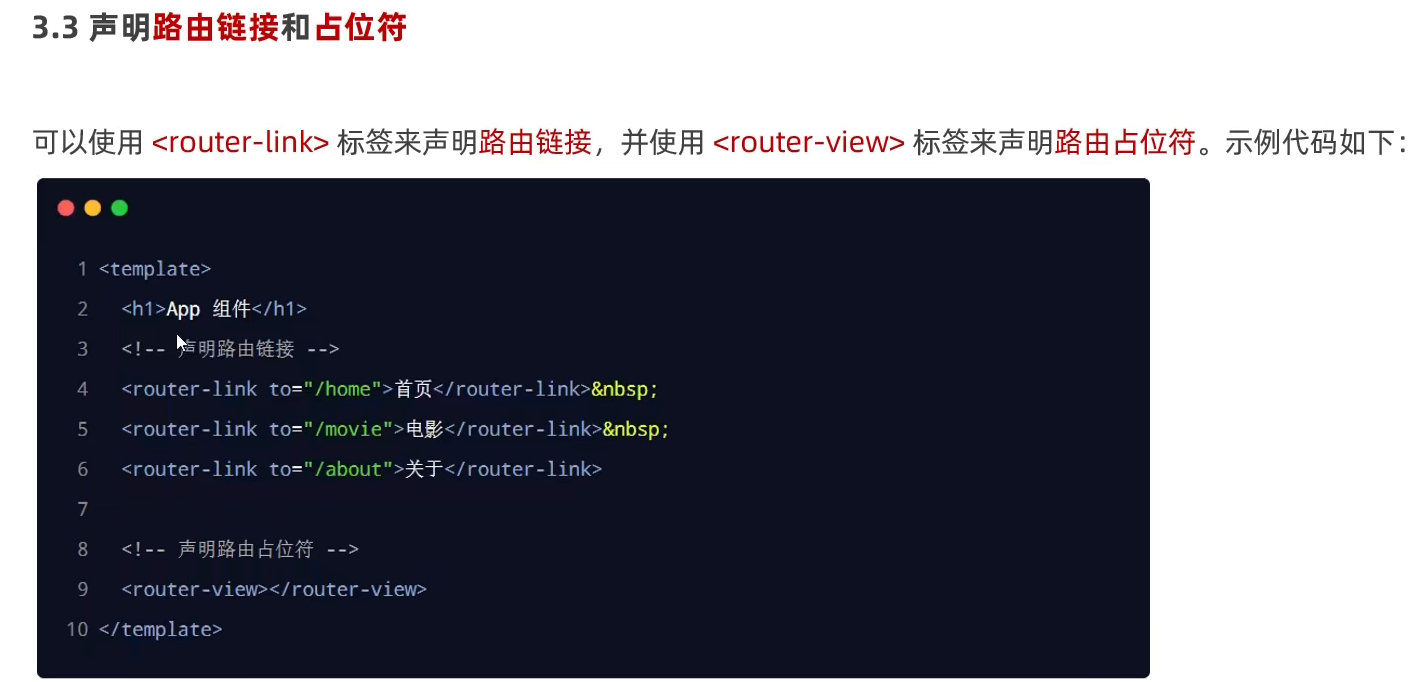 3.3 声明路由链接和占位符
可以使用 <router-link> 标签来声明路由链接，并使用 <router-view> 标签来声明路由占位符。示例代码如下：
1 <template>
2   <h1>App 组件</h1>
3   <!-- 声明路由链接 -->
4   <router-link to="/home">首页</router-link>&nbsp;
5   <router-link to="/movie">电影</router-link>&nbsp;
6   <router-link to="/about">关于</router-link>
7
8   <!-- 声明路由占位符 -->
9   <router-view></router-view>
10 </template>